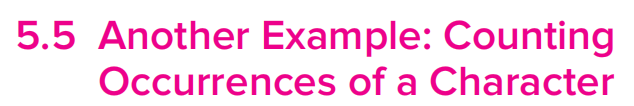 5.5 Another Example: Counting
Occurrences of a Character